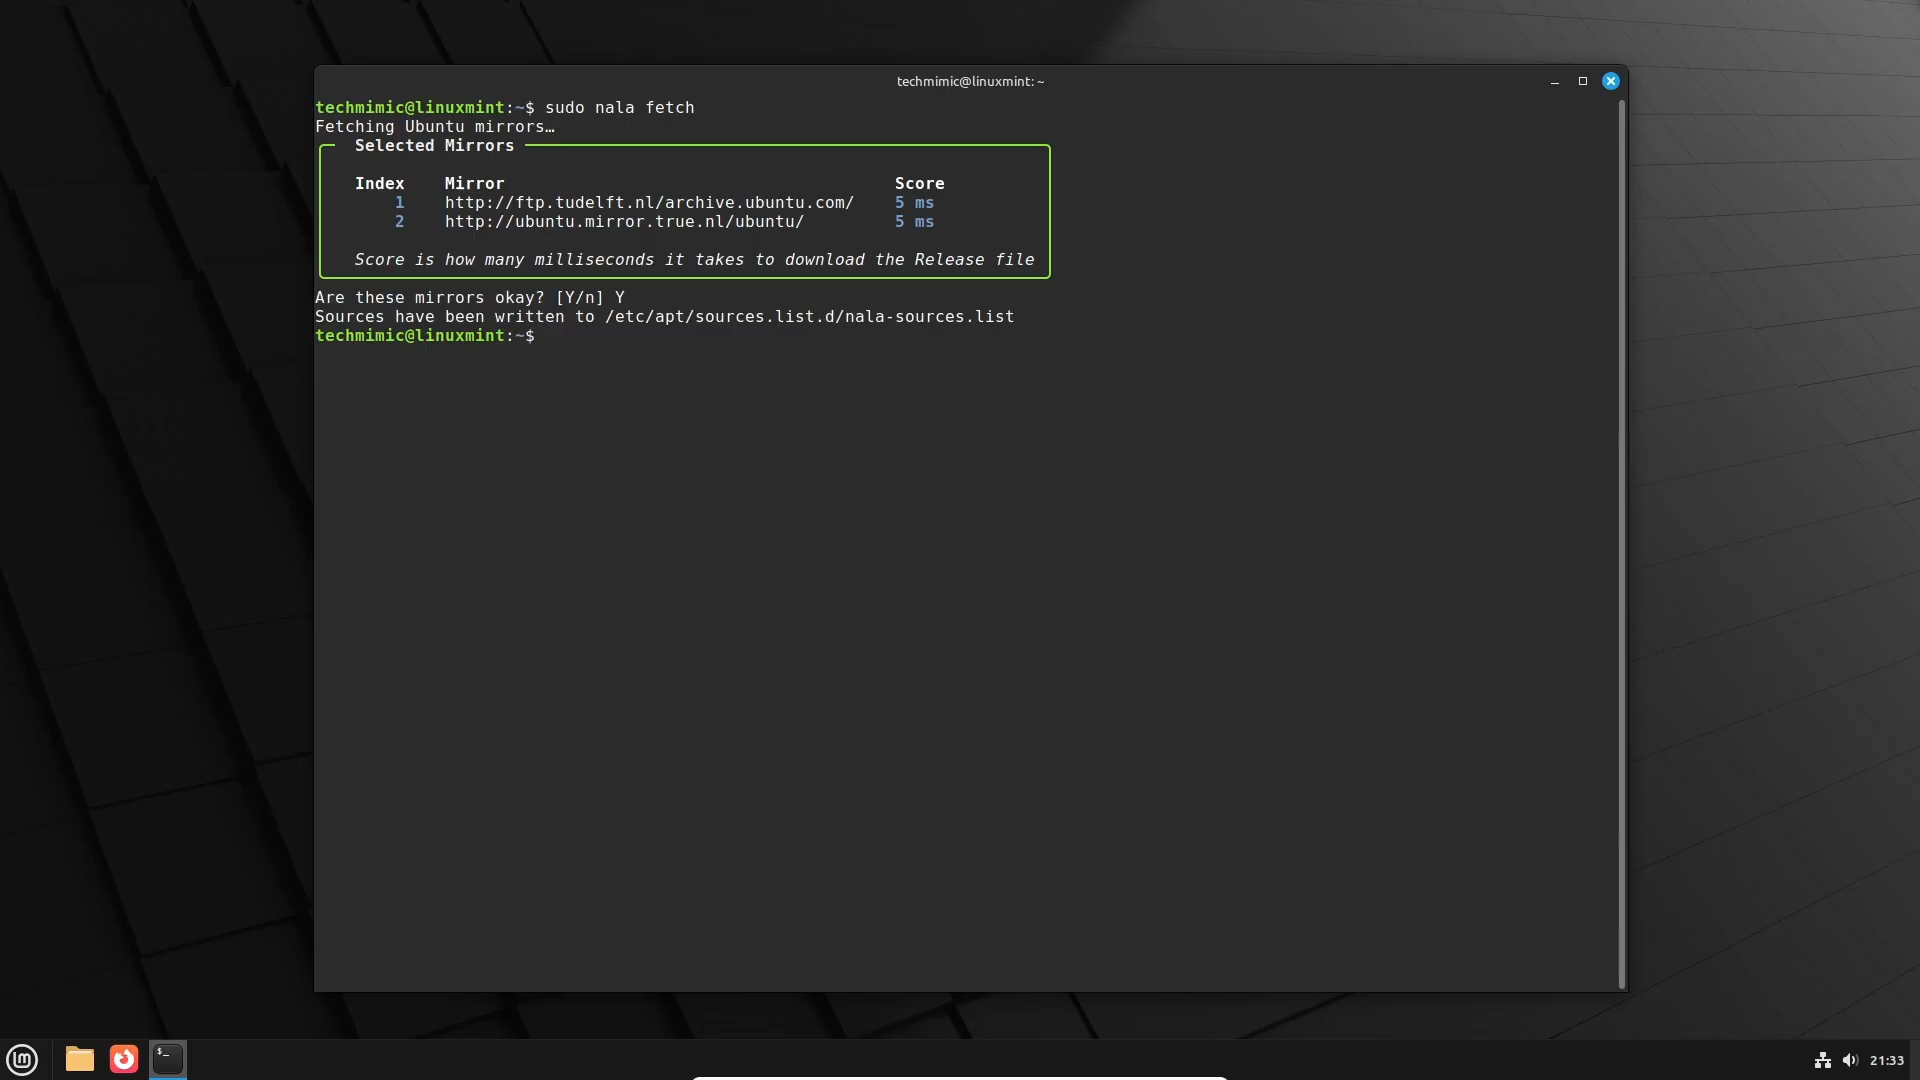 techmimic@linuxmint: ~
techmimic@linuxmint:~$ sudo nala fetch
Fetching Ubuntu mirrors…
Selected Mirrors
Index Mirror Score
1 http://ftp.tudelft.nl/archive.ubuntu.com/ 5 ms
2 http://ubuntu.mirror.true.nl/ubuntu/ 5 ms
Score is how many milliseconds it takes to download the Release file
Are these mirrors okay? [Y/n] Y
Sources have been written to /etc/apt/sources.list.d/nala-sources.list
techmimic@linuxmint:~$
$_
21:33